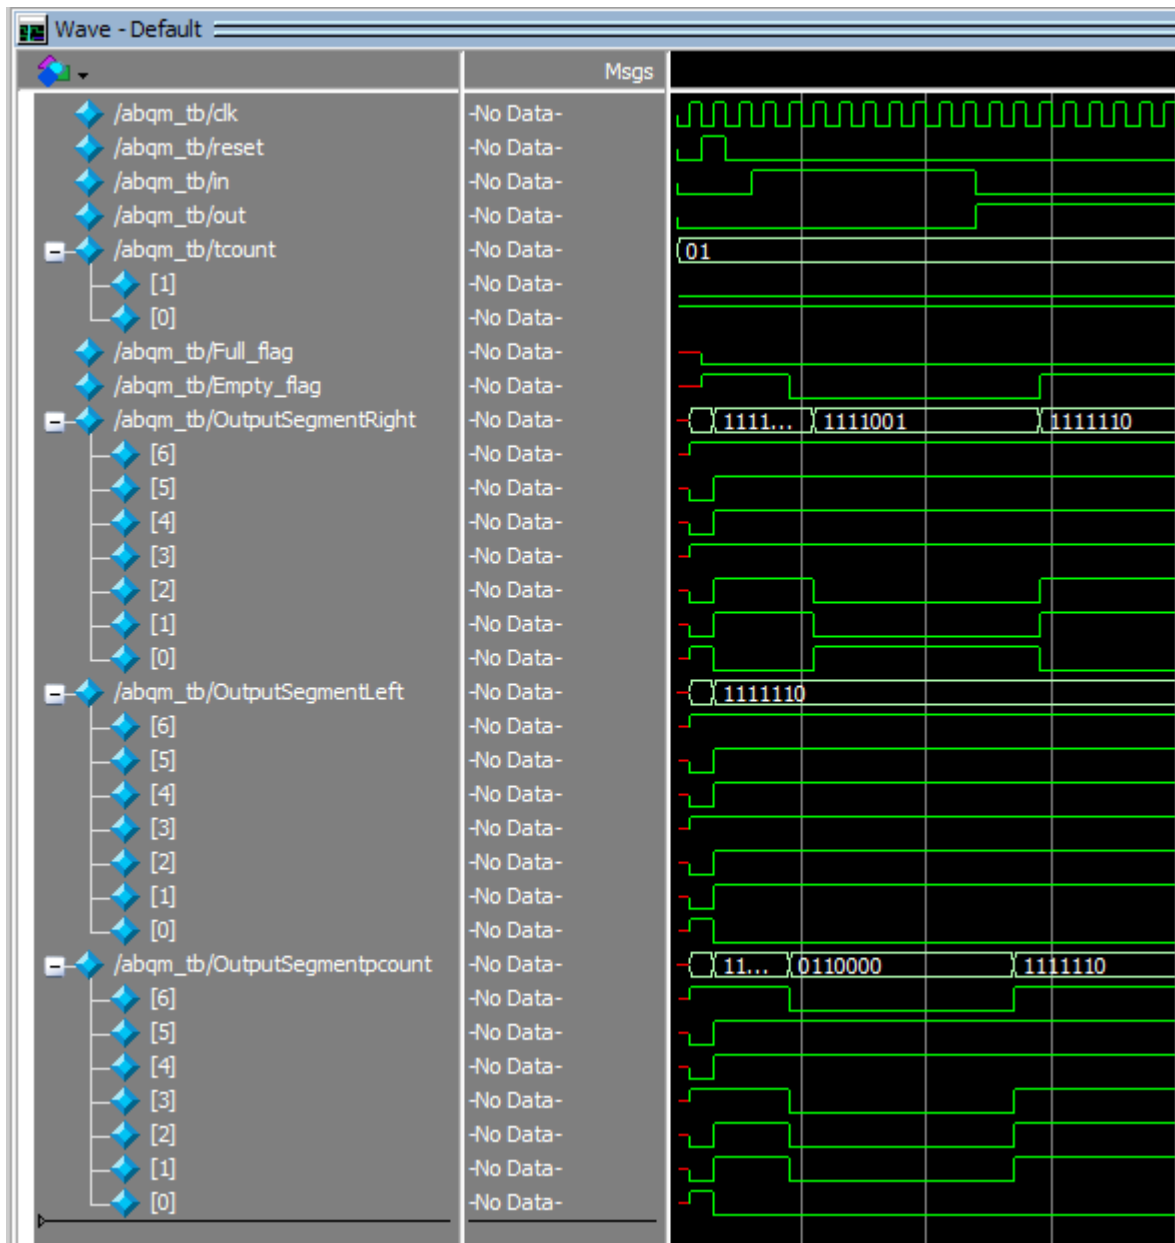 Wave - Default
Msgs
/abqm_tb/clk -No Data-
/abqm_tb/reset -No Data-
/abqm_tb/in -No Data-
/abqm_tb/out -No Data-
/abqm_tb/tcount -No Data- 01
[1] -No Data-
[0] -No Data-
/abqm_tb/Full_flag -No Data-
/abqm_tb/Empty_flag -No Data-
/abqm_tb/OutputSegmentRight -No Data- 1111... 1111001 1111110
[6] -No Data-
[5] -No Data-
[4] -No Data-
[3] -No Data-
[2] -No Data-
[1] -No Data-
[0] -No Data-
/abqm_tb/OutputSegmentLeft -No Data- 1111110
[6] -No Data-
[5] -No Data-
[4] -No Data-
[3] -No Data-
[2] -No Data-
[1] -No Data-
[0] -No Data-
/abqm_tb/OutputSegmentpcount -No Data- 11... 0110000 1111110
[6] -No Data-
[5] -No Data-
[4] -No Data-
[3] -No Data-
[2] -No Data-
[1] -No Data-
[0] -No Data-